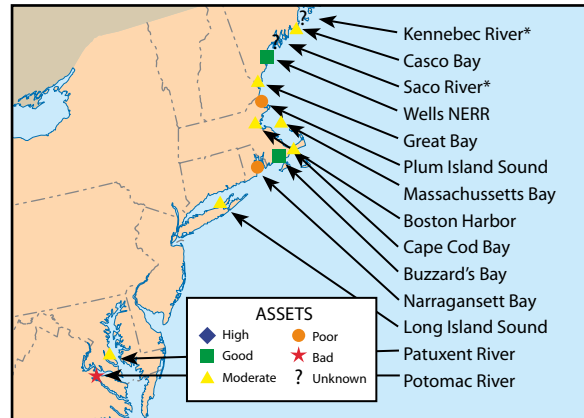 ?
?
Kennebec River*
Casco Bay
Saco River*
Wells NERR
Great Bay
Plum Island Sound
Massachussetts Bay
Boston Harbor
Cape Cod Bay
Buzzard's Bay
Narragansett Bay
Long Island Sound
Patuxent River
Potomac River
ASSETS
High
Good
Moderate
Poor
Bad
? Unknown